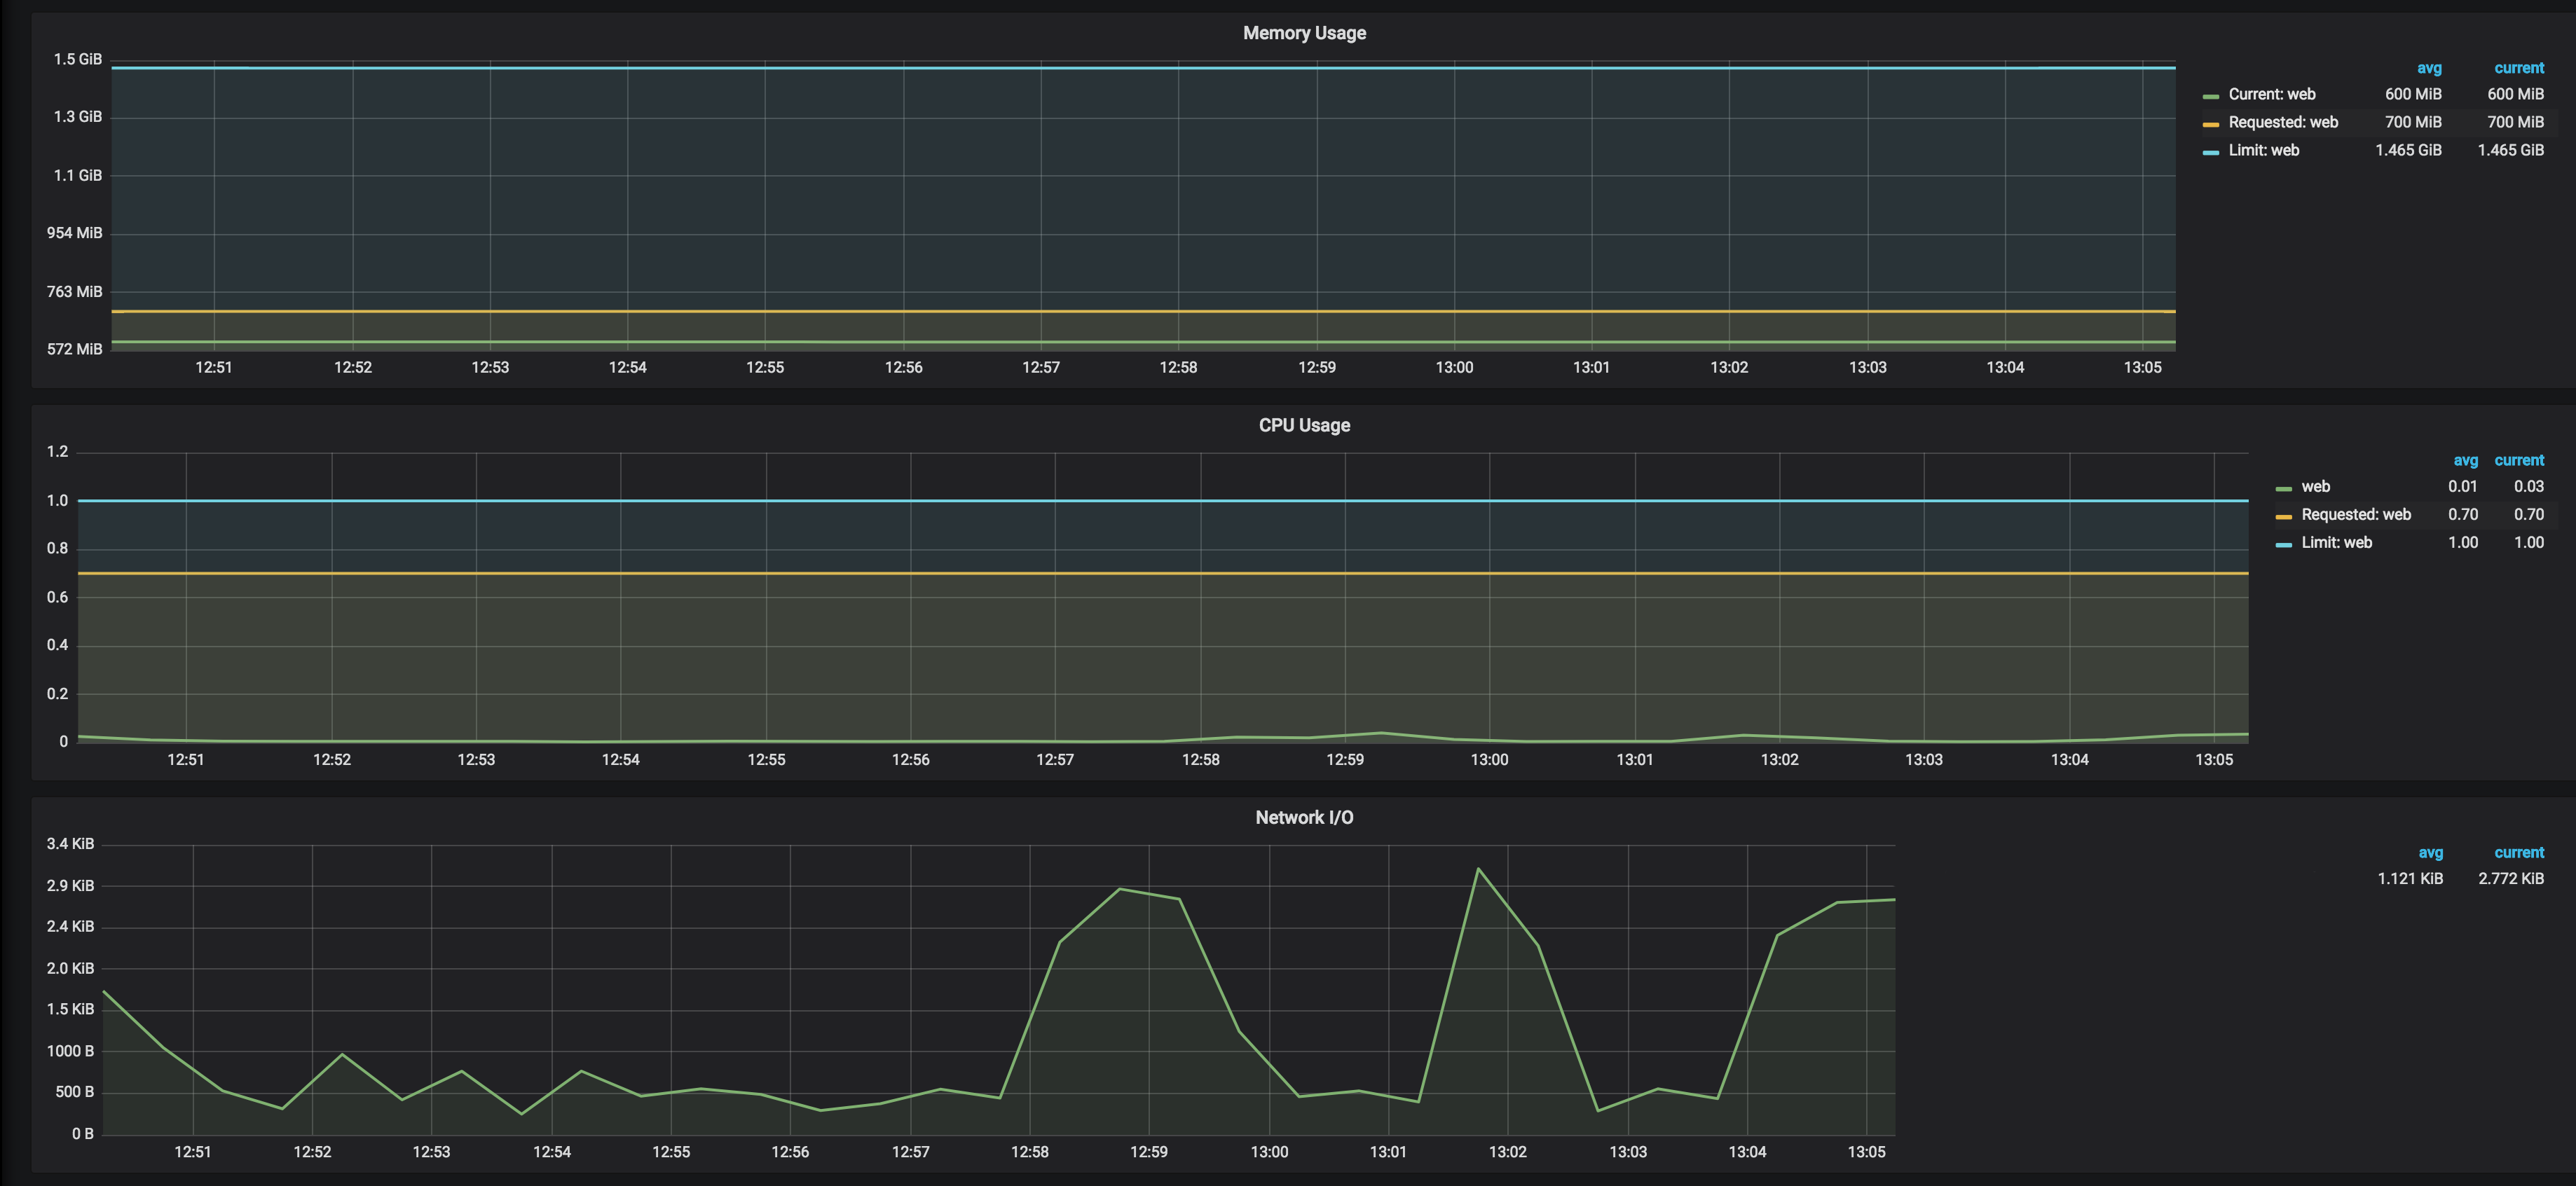 Memory Usage
1.5 GiB
1.3 GiB
1.1 GiB
954 MiB
763 MiB
572 MiB
12:51 12:52 12:53 12:54 12:55 12:56 12:57 12:58 12:59 13:00 13:01 13:02 13:03 13:04 13:05
avg current
Current: web 600 MiB 600 MiB
Requested: web 700 MiB 700 MiB
Limit: web 1.465 GiB 1.465 GiB
CPU Usage
1.2
1.0
0.8
0.6
0.4
0.2
0
12:51 12:52 12:53 12:54 12:55 12:56 12:57 12:58 12:59 13:00 13:01 13:02 13:03 13:04 13:05
avg current
web 0.01 0.03
Requested: web 0.70 0.70
Limit: web 1.00 1.00
Network I/O
3.4 KiB
2.9 KiB
2.4 KiB
2.0 KiB
1.5 KiB
1000 B
500 B
0 B
12:51 12:52 12:53 12:54 12:55 12:56 12:57 12:58 12:59 13:00 13:01 13:02 13:03 13:04 13:05
avg current
1.121 KiB 2.772 KiB